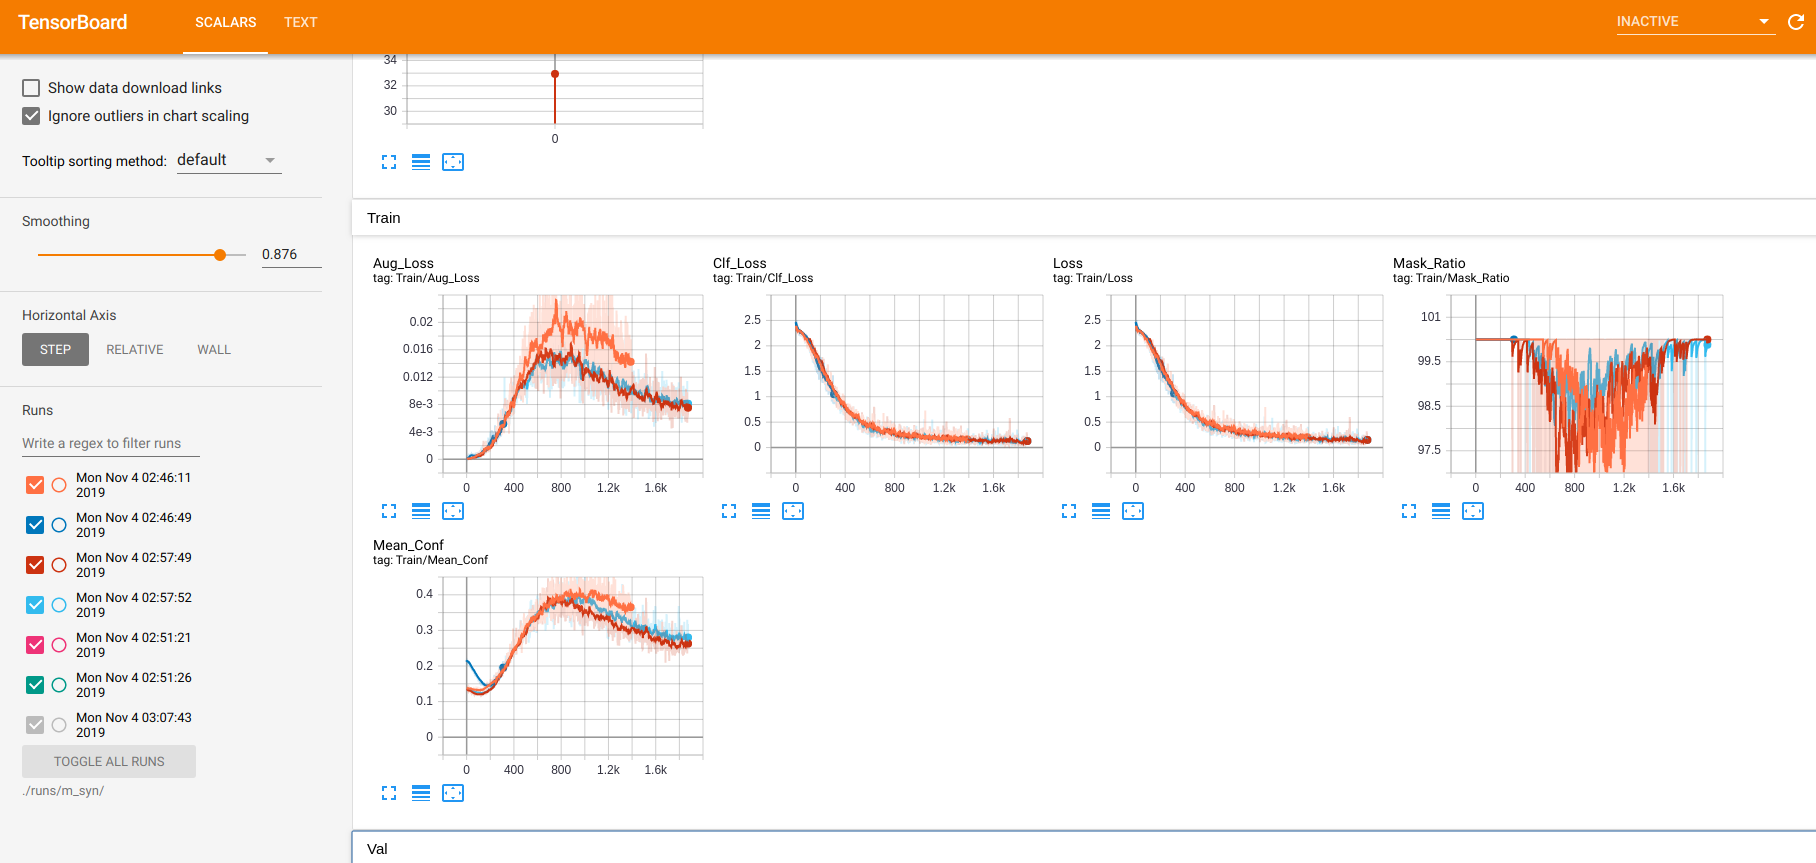 TensorBoard
SCALARS
TEXT
INACTIVE
Show data download links
Ignore outliers in chart scaling
Tooltip sorting method:
default
Smoothing
0.876
Horizontal Axis
STEP
RELATIVE
WALL
Runs
Write a regex to filter runs
Mon Nov 4 02:46:11
2019
Mon Nov 4 02:46:49
2019
Mon Nov 4 02:57:49
2019
Mon Nov 4 02:57:52
2019
Mon Nov 4 02:51:21
2019
Mon Nov 4 02:51:26
2019
Mon Nov 4 03:07:43
2019
TOGGLE ALL RUNS
./runs/m_syn/
34
32
30
0
Train
Aug_Loss
tag: Train/Aug_Loss
0.02
0.016
0.012
8e-3
4e-3
0
0 400 800 1.2k 1.6k
Clf_Loss
tag: Train/Clf_Loss
2.5
2
1.5
1
0.5
0
0 400 800 1.2k 1.6k
Loss
tag: Train/Loss
2.5
2
1.5
1
0.5
0
0 400 800 1.2k 1.6k
Mask_Ratio
tag: Train/Mask_Ratio
101
99.5
98.5
97.5
0 400 800 1.2k 1.6k
Mean_Conf
tag: Train/Mean_Conf
0.4
0.3
0.2
0.1
0
0 400 800 1.2k 1.6k
Val